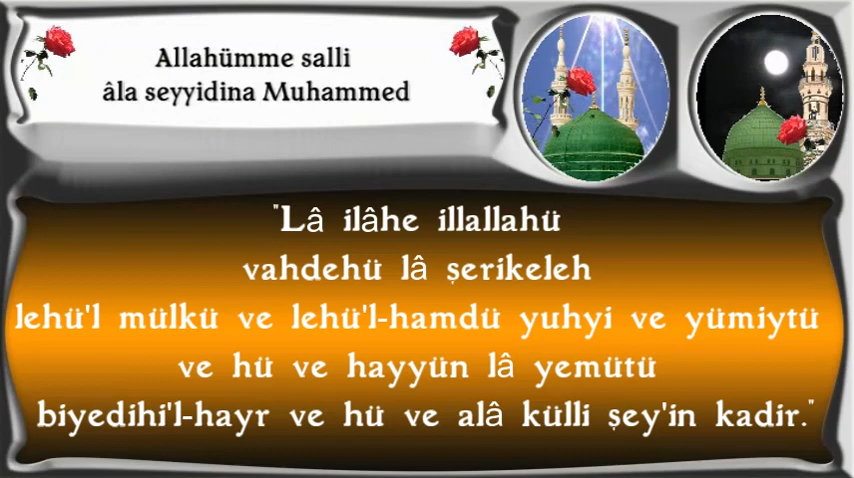 Allahümme salli
âla seyyidina Muhammed
"Lâ ilâhe illallahü
vahdehü lâ şerikeleh
lehü'l mülkü ve lehü'l-hamdü yuhyi ve yümiytü
ve hü ve hayyün lâ yemütü
biyedihi'l-hayr ve hü ve alâ külli şey'in kadir."